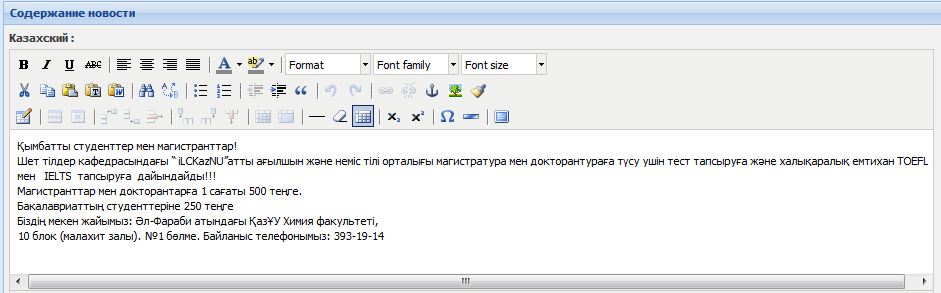 Содержание новости
Казахский :
B I U ABC A ab Format Font family Font size
Қымбатты студенттер мен магистранттар!
Шет тілдер кафедрасындағы “ iLCKazNU”атты ағылшын және неміс тілі орталығы магистратура мен докторантураға түсу үшін тест тапсыруға және халықаралық емтихан TOEFL
мен IELTS тапсыруға дайындайды!!!
Магистранттар мен докторантарға 1 сағаты 500 теңге.
Бакалавриаттың студенттеріне 250 теңге
Біздің мекен жайымыз: Әл-Фараби атындағы ҚазҰУ Химия факультеті,
10 блок (малахит залы). №1 бөлме. Байланыс телефонымыз: 393-19-14